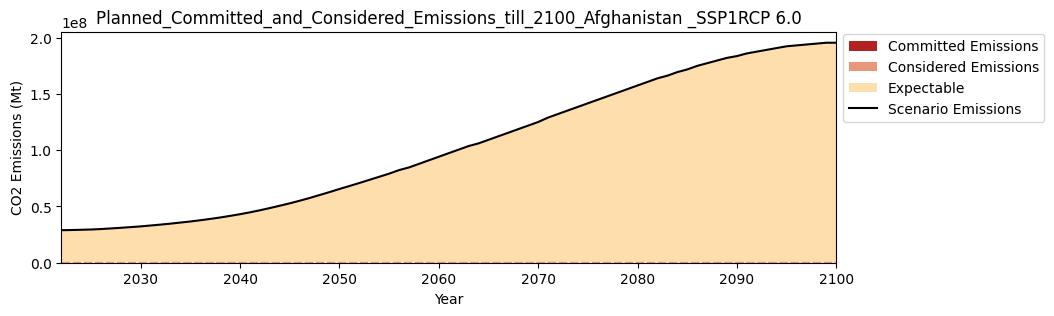 Planned_Committed_and_Considered_Emissions_till_2100_Afghanistan _SSP1RCP 6.0
1e8
2.0
1.5
1.0
0.5
0.0
CO2 Emissions (Mt)
2030 2040 2050 2060 2070 2080 2090 2100
Year
Committed Emissions
Considered Emissions
Expectable
Scenario Emissions